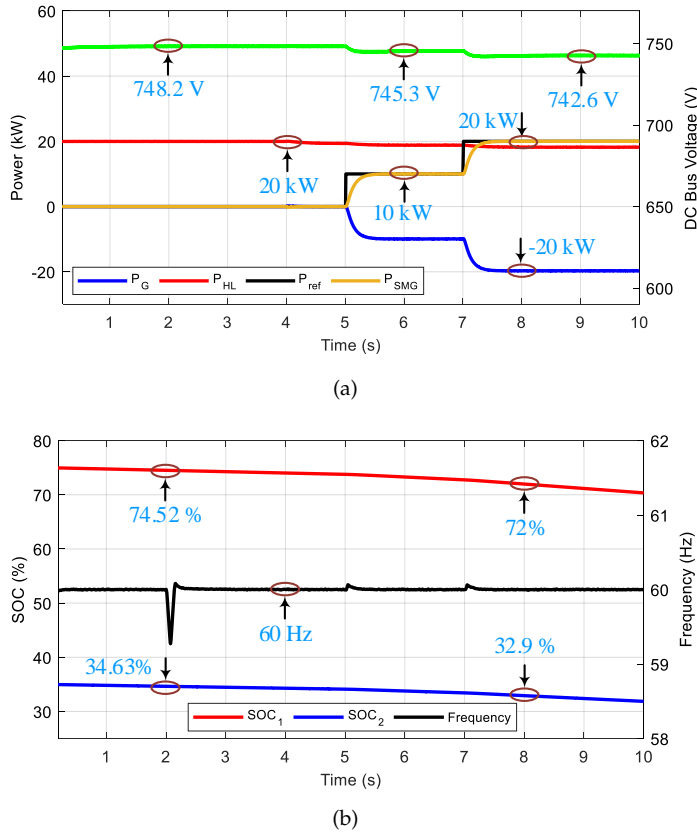 60
40
20
0
-20
750
700
650
600
Power (kW)
DC Bus Voltage (V)
748.2 V
745.3 V
742.6 V
20 kW
20 kW
10 kW
-20 kW
P_G P_HL P_ref P_SMG
1 2 3 4 5 6 7 8 9 10
Time (s)
(a)
80
70
60
50
40
30
62
61
60
59
58
SOC (%)
Frequency (Hz)
74.52 %
72%
60 Hz
34.63%
32.9 %
SOC_1 SOC_2 Frequency
1 2 3 4 5 6 7 8 9 10
Time (s)
(b)